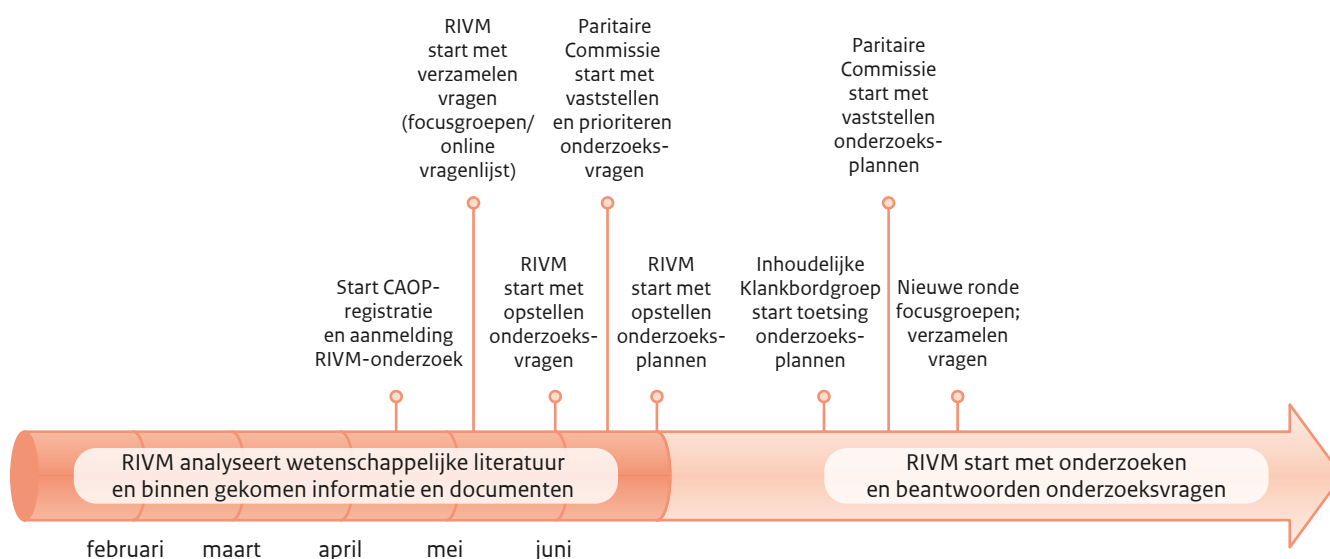 RIVM
start met
verzamelen
vragen
(focusgroepen/
online
vragenlijst)
Paritaire
Commissie
start met
vaststellen
en prioriteren
onderzoeks-
vragen
Paritaire
Commissie
start met
vaststellen
onderzoeks-
plannen
Start CAOP-
registratie
en aanmelding
RIVM-onderzoek
RIVM
start met
opstellen
onderzoeks-
vragen
RIVM
start met
opstellen
onderzoeks-
plannen
Inhoudelijke
Klankbordgroep
start toetsing
onderzoeks-
plannen
Nieuwe ronde
focusgroepen;
verzamelen
vragen
RIVM analyseert wetenschappelijke literatuur
en binnen gekomen informatie en documenten
RIVM start met onderzoeken
en beantwoorden onderzoeksvragen
februari maart april mei juni